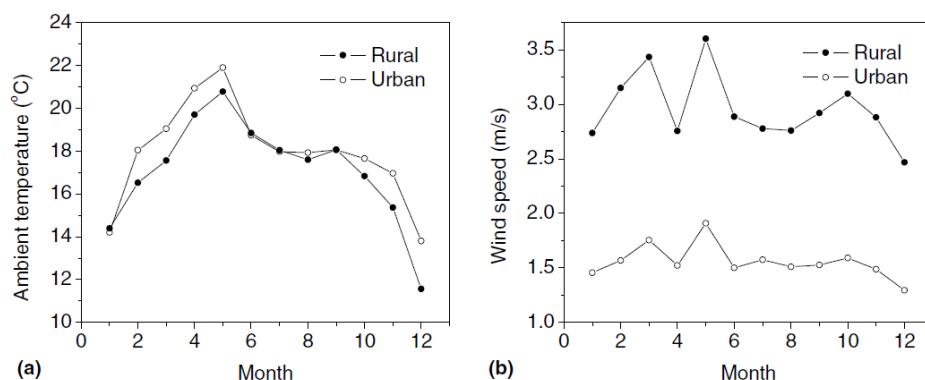 24
22
20
18
16
14
12
10
Ambient temperature (°C)
Rural
Urban
0 2 4 6 8 10 12
Month
(a)
3.5
3.0
2.5
2.0
1.5
1.0
Wind speed (m/s)
Rural
Urban
0 2 4 6 8 10 12
Month
(b)